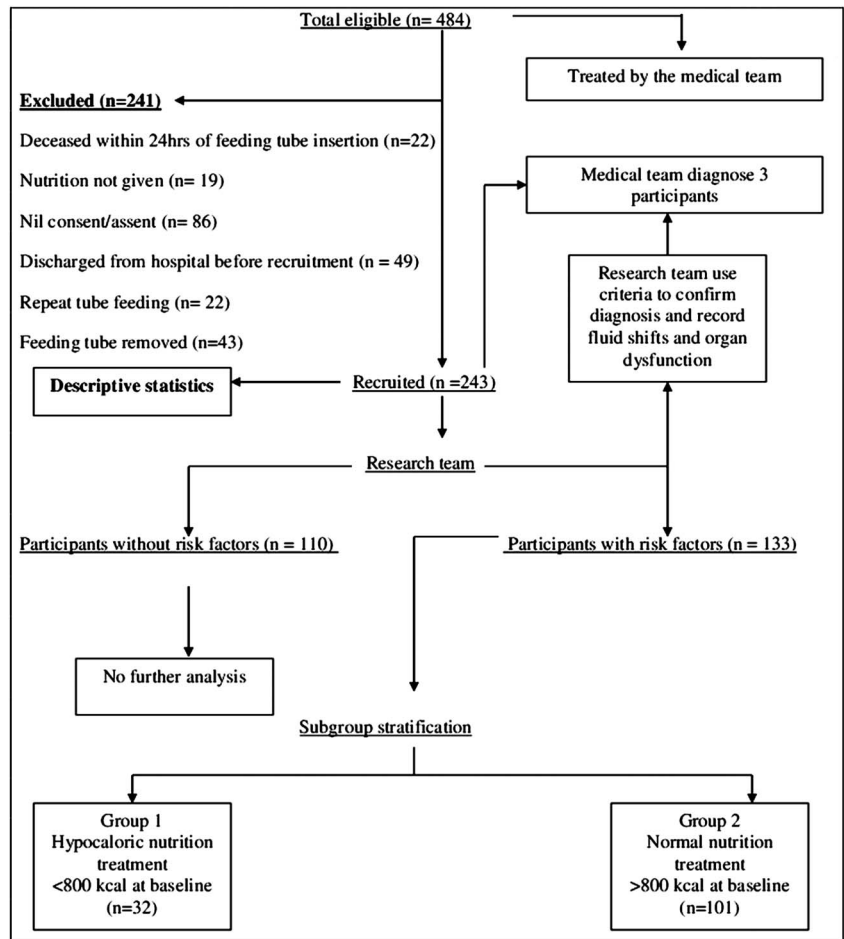 Total eligible (n= 484)
Treated by the medical team
Excluded (n=241)
Deceased within 24hrs of feeding tube insertion (n=22)
Nutrition not given (n= 19)
Nil consent/assent (n= 86)
Discharged from hospital before recruitment (n = 49)
Repeat tube feeding (n= 22)
Feeding tube removed (n=43)
Medical team diagnose 3
participants
Research team use
criteria to confirm
diagnosis and record
fluid shifts and organ
dysfunction
Descriptive statistics
Recruited (n =243)
Research team
Participants without risk factors (n = 110)
Participants with risk factors (n = 133)
No further analysis
Subgroup stratification
Group 1
Hypocaloric nutrition
treatment
<800 kcal at baseline
(n=32)
Group 2
Normal nutrition
treatment
>800 kcal at baseline
(n=101)